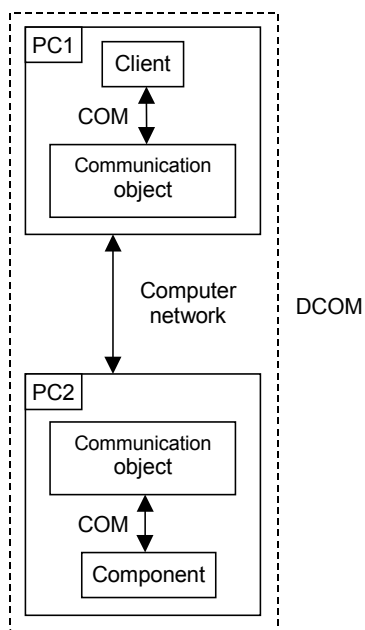 PC1
Client
COM
Communication
object
Computer
network
DCOM
PC2
Communication
object
COM
Component